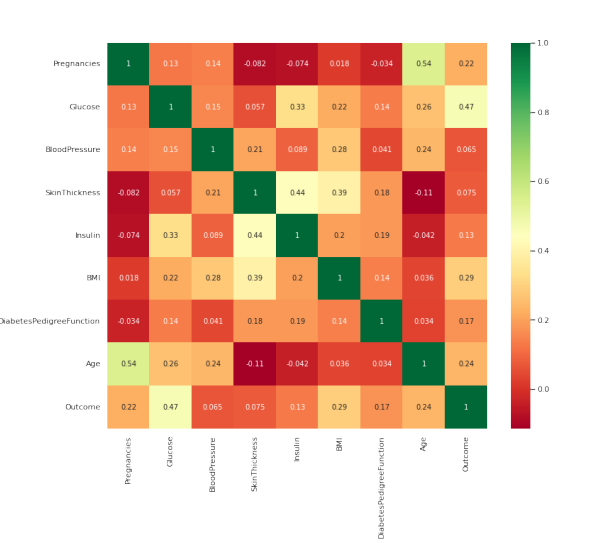 Pregnancies 1 0.13 0.14 -0.082 -0.074 0.018 -0.034 0.54 0.22
Glucose 0.13 1 0.15 0.057 0.33 0.22 0.14 0.26 0.47
BloodPressure 0.14 0.15 1 0.21 0.089 0.28 0.041 0.24 0.065
SkinThickness -0.082 0.057 0.21 1 0.44 0.39 0.18 -0.11 0.075
Insulin -0.074 0.33 0.089 0.44 1 0.2 0.19 -0.042 0.13
BMI 0.018 0.22 0.28 0.39 0.2 1 0.14 0.036 0.29
DiabetesPedigreeFunction -0.034 0.14 0.041 0.18 0.19 0.14 1 0.034 0.17
Age 0.54 0.26 0.24 -0.11 -0.042 0.036 0.034 1 0.24
Outcome 0.22 0.47 0.065 0.075 0.13 0.29 0.17 0.24 1
Pregnancies
Glucose
BloodPressure
SkinThickness
Insulin
BMI
DiabetesPedigreeFunction
Age
Outcome
1.0
0.8
0.6
0.4
0.2
0.0